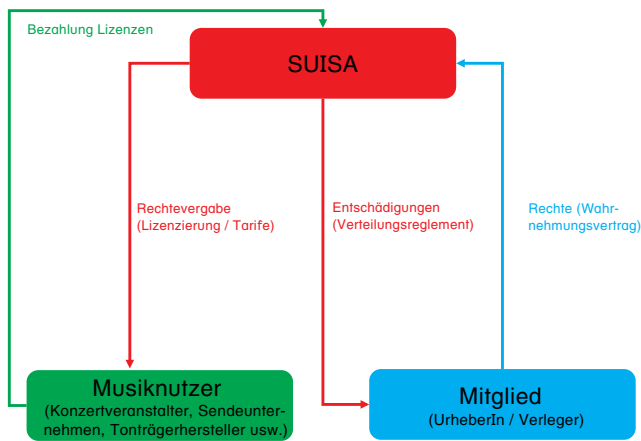 Bezahlung Lizenzen
SUISA
Rechtevergabe
(Lizenzierung / Tarife)
Entschädigungen
(Verteilungsreglement)
Rechte (Wahr-
nehmungsvertrag)
Musiknutzer
(Konzertveranstalter, Sendeunter-
nehmen, Tonträgerhersteller usw.)
Mitglied
(UrheberIn / Verleger)